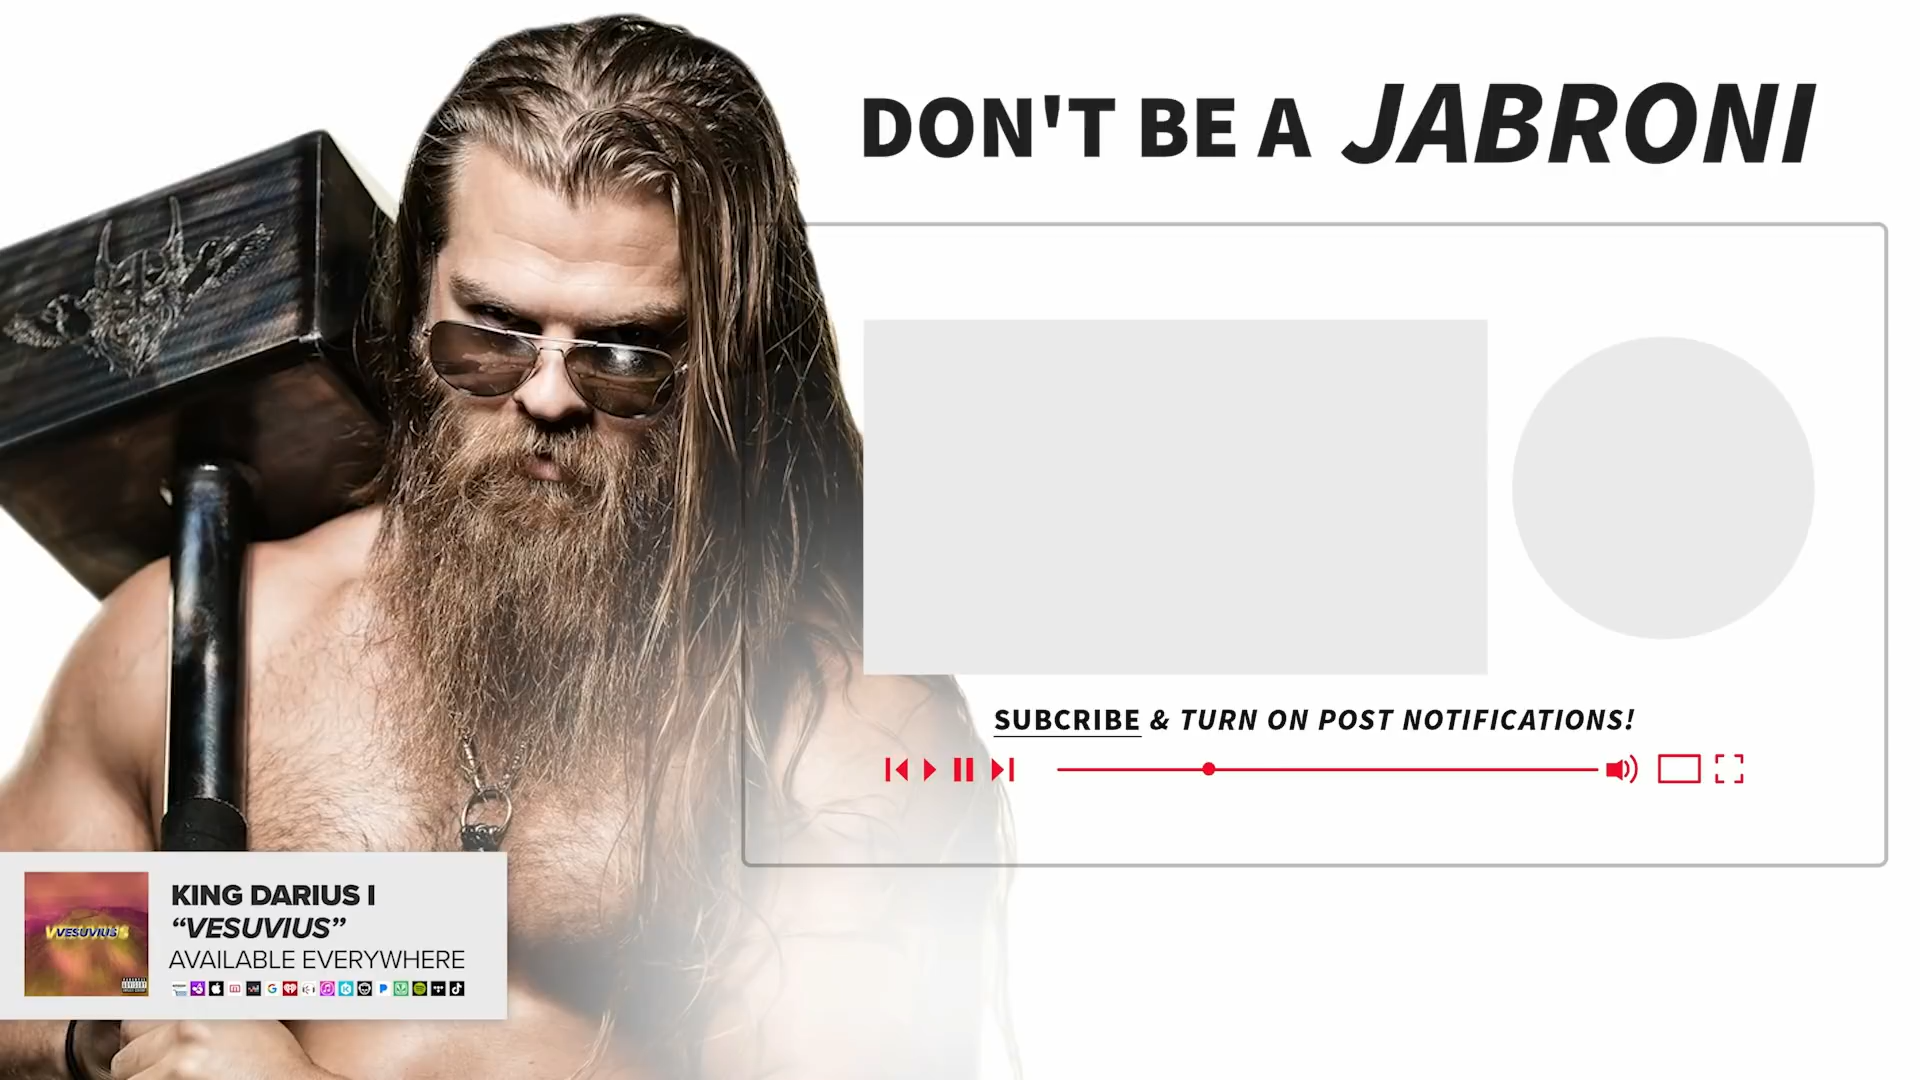 DON'T BE A JABRONI
SUBCRIBE & TURN ON POST NOTIFICATIONS!
KING DARIUS I
“VESUVIUS”
AVAILABLE EVERYWHERE
VESUVIUS